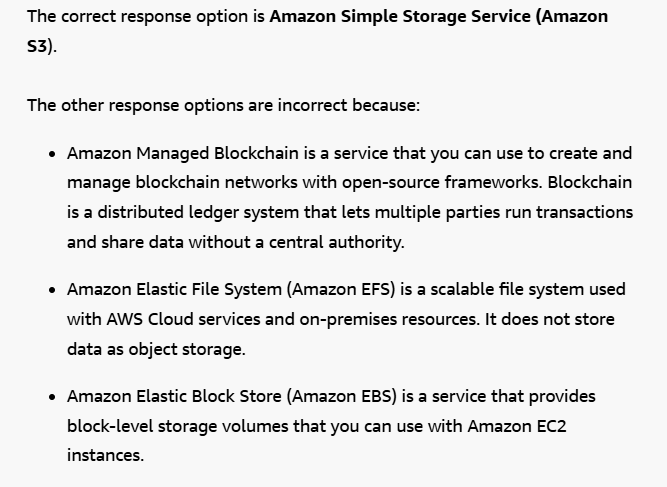 The correct response option is Amazon Simple Storage Service (Amazon
S3).
The other response options are incorrect because:
• Amazon Managed Blockchain is a service that you can use to create and
manage blockchain networks with open-source frameworks. Blockchain
is a distributed ledger system that lets multiple parties run transactions
and share data without a central authority.
• Amazon Elastic File System (Amazon EFS) is a scalable file system used
with AWS Cloud services and on-premises resources. It does not store
data as object storage.
• Amazon Elastic Block Store (Amazon EBS) is a service that provides
block-level storage volumes that you can use with Amazon EC2
instances.